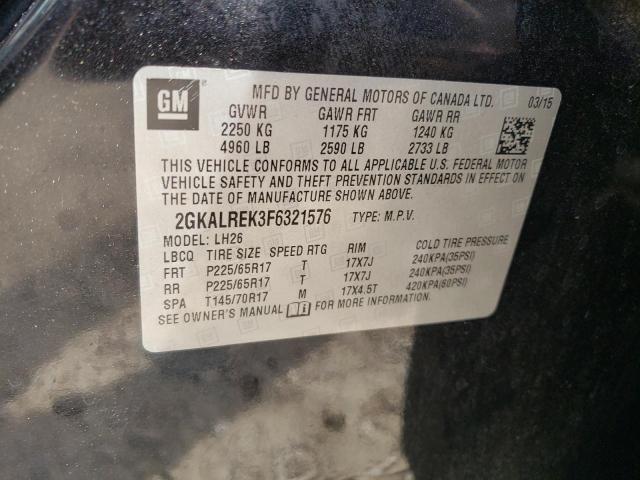 GM
MFD BY GENERAL MOTORS OF CANADA LTD. 03/15
GVWR GAWR FRT GAWR RR
2250 KG 1175 KG 1240 KG
4960 LB 2590 LB 2733 LB
THIS VEHICLE CONFORMS TO ALL APPLICABLE U.S. FEDERAL MOTOR
VEHICLE SAFETY AND THEFT PREVENTION STANDARDS IN EFFECT ON
THE DATE OF MANUFACTURE SHOWN ABOVE.
2GKALREK3F6321576 TYPE: M.P.V.
MODEL: LH26
LBCQ TIRE SIZE SPEED RTG RIM COLD TIRE PRESSURE
FRT P225/65R17 T 17X7J 240KPA(35PSI)
RR P225/65R17 T 17X7J 240KPA(35PSI)
SPA T145/70R17 M 17X4.5T 420KPA(60PSI)
SEE OWNER'S MANUAL FOR MORE INFORMATION.